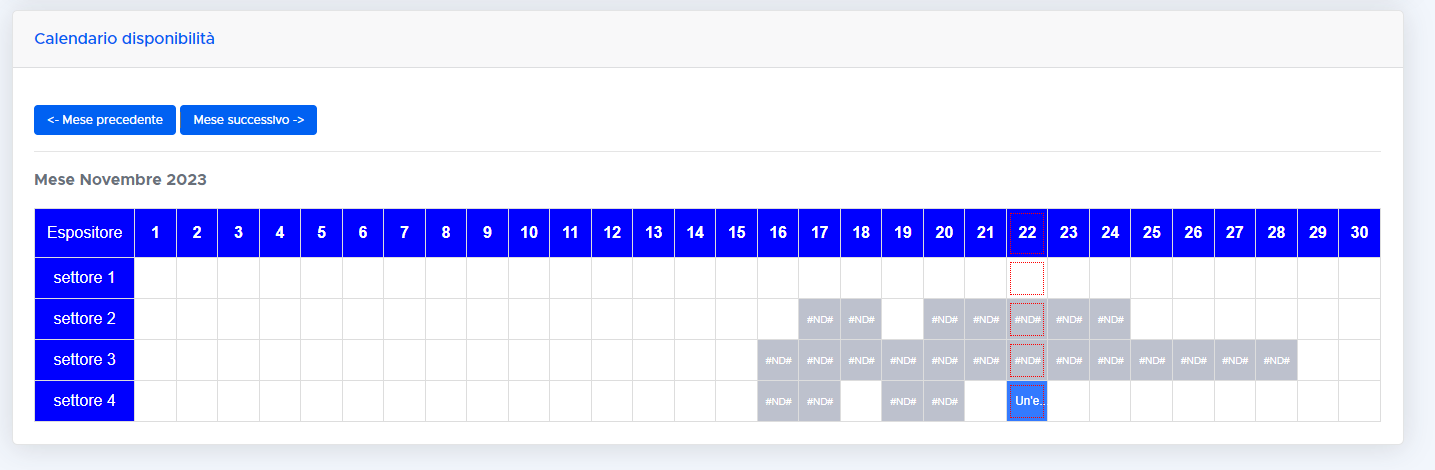 Calendario disponibilità
<- Mese precedente Mese successivo ->
Mese Novembre 2023
Espositore 1 2 3 4 5 6 7 8 9 10 11 12 13 14 15 16 17 18 19 20 21 22 23 24 25 26 27 28 29 30
settore 1
settore 2 #ND# #ND# #ND# #ND# #ND# #ND# #ND#
settore 3 #ND# #ND# #ND# #ND# #ND# #ND# #ND# #ND# #ND# #ND# #ND# #ND# #ND#
settore 4 #ND# #ND# #ND# #ND# Un'e..